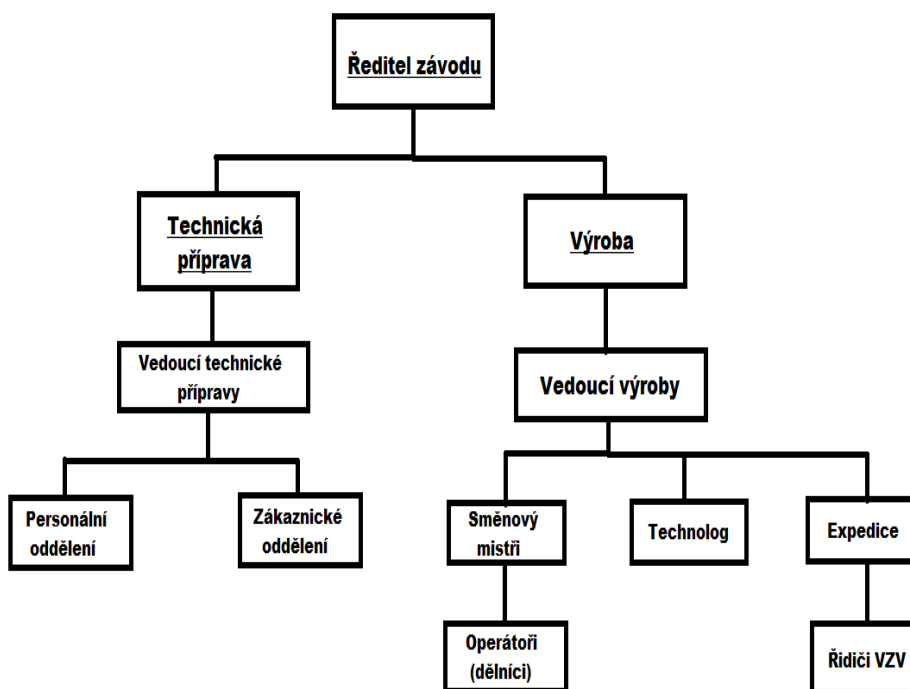 Ředitel závodu
Technická
příprava
Výroba
Vedoucí technické
přípravy
Vedoucí výroby
Personální
oddělení
Zákaznické
oddělení
Směnový
mistři
Technolog
Expedice
Operátoři
(dělníci)
Řidiči VZV